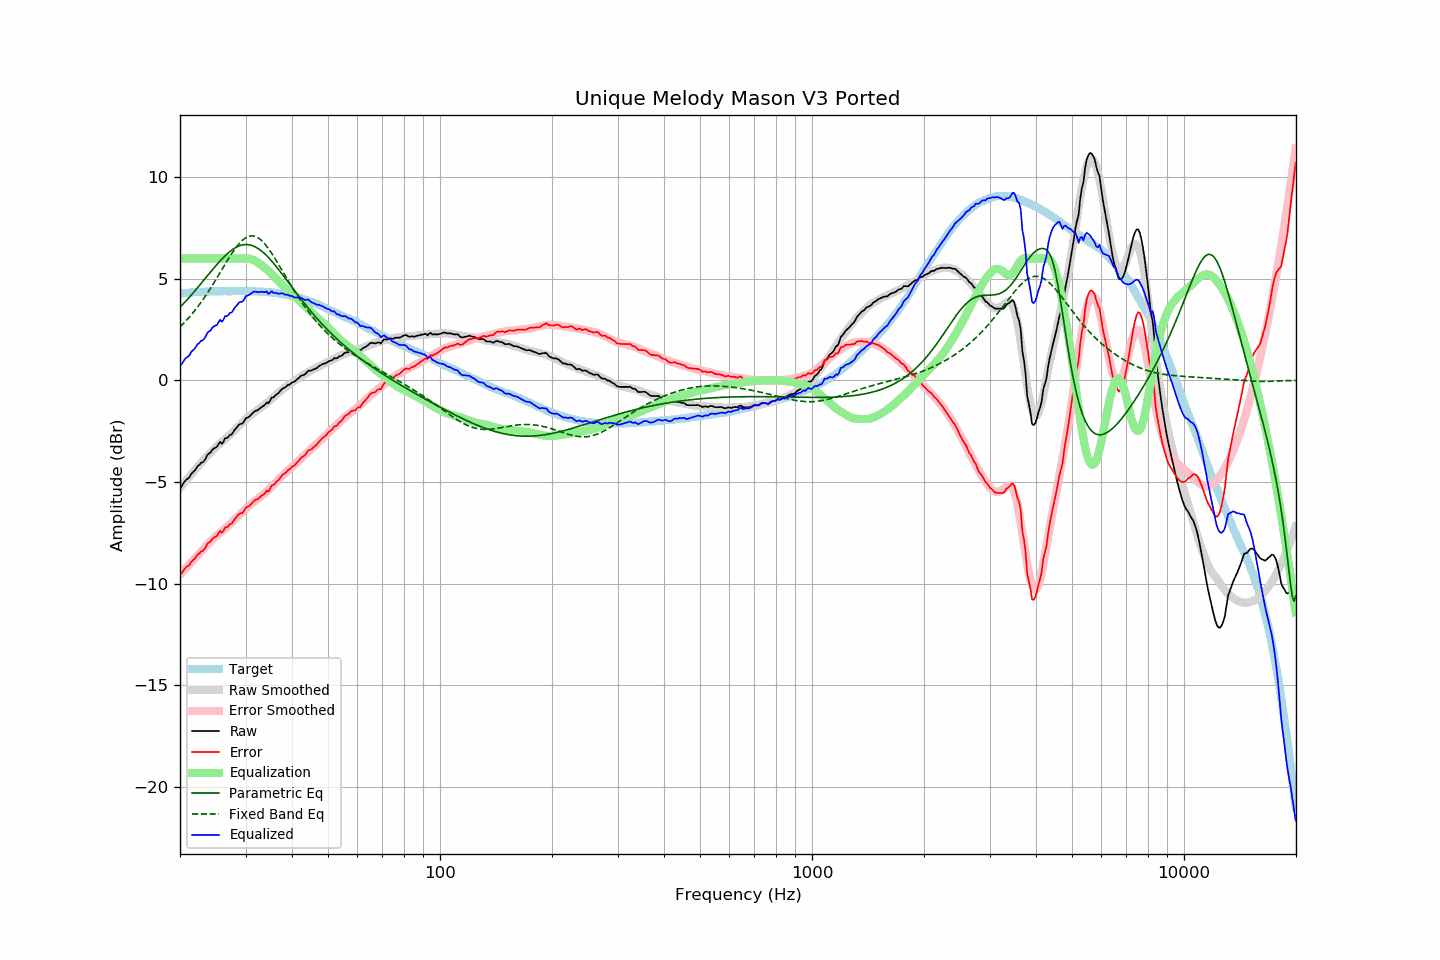 Unique Melody Mason V3 Ported
Amplitude (dBr)
10
5
0
−5
−10
−15
−20
Target
Raw Smoothed
Error Smoothed
Raw
Error
Equalization
Parametric Eq
Fixed Band Eq
Equalized
100
1000
10000
Frequency (Hz)